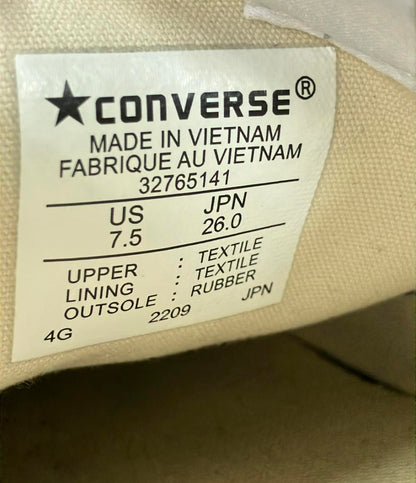 ★CONVERSE®
MADE IN VIETNAM
FABRIQUE AU VIETNAM
32765141
US JPN
7.5 26.0
UPPER : TEXTILE
LINING : TEXTILE
OUTSOLE : RUBBER
4G 2209 JPN